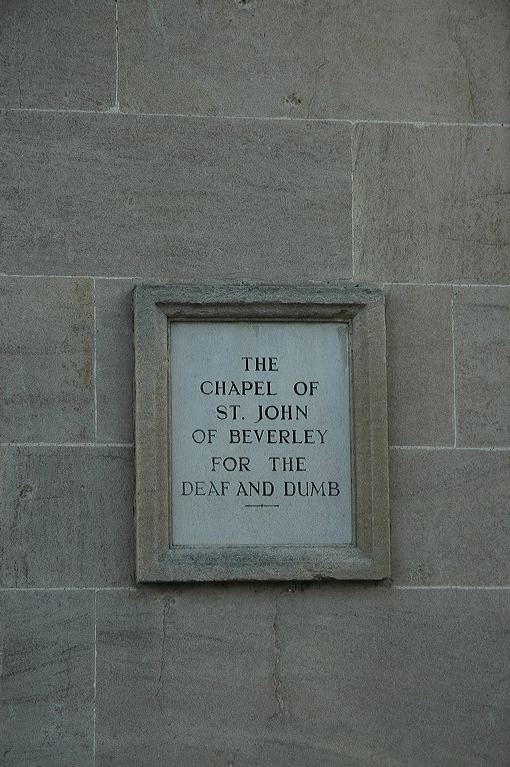 THE
CHAPEL OF
ST. JOHN
OF BEVERLEY
FOR THE
DEAF AND DUMB